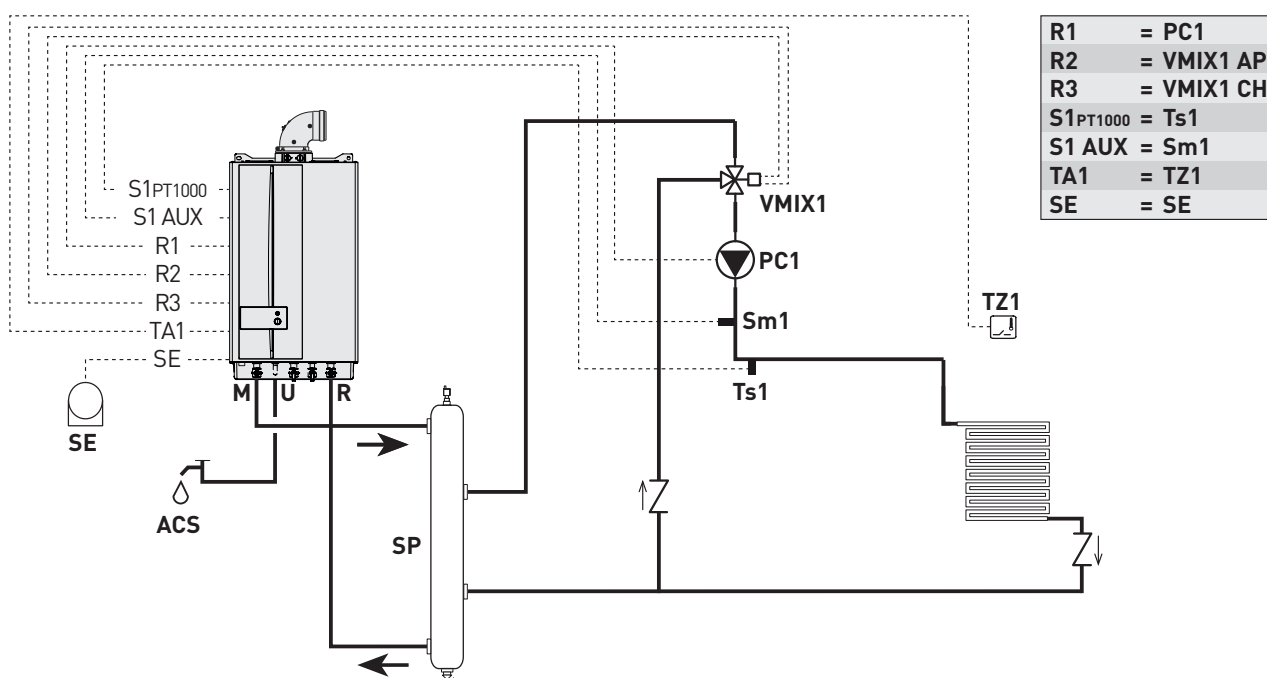 R1 = PC1
R2 = VMIX1 AP
R3 = VMIX1 CH
S1PT1000 = Ts1
S1 AUX = Sm1
TA1 = TZ1
SE = SE
S1PT1000
S1 AUX
R1
R2
R3
TA1
SE
VMIX1
PC1
Sm1
TZ1
Ts1
M U R
SE
ACS
SP